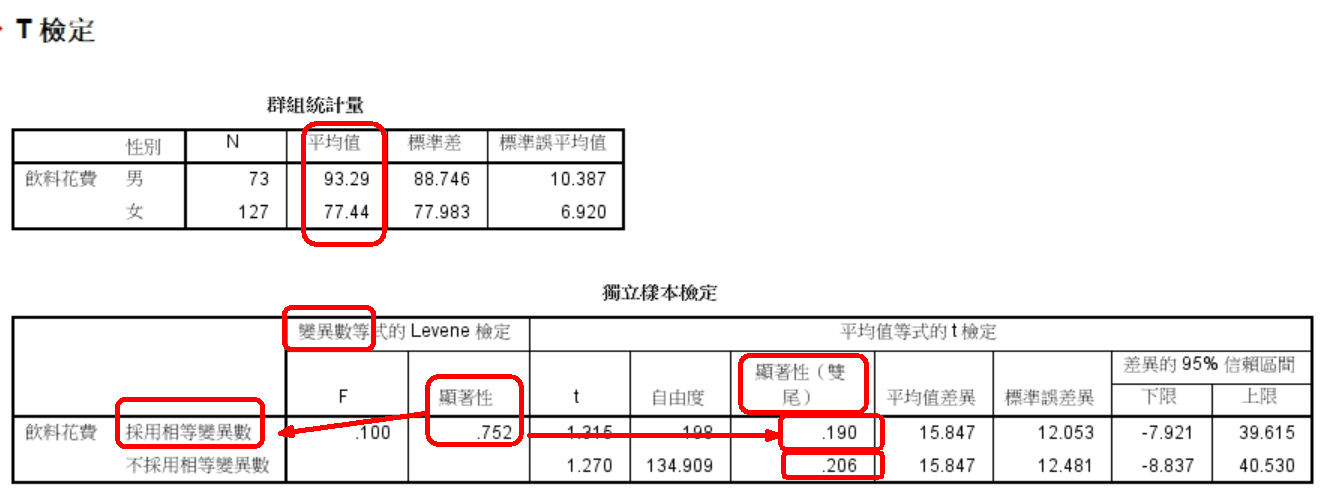 T 檢定
群組統計量
性別 N 平均值 標準差 標準誤平均值
飲料花費 男 73 93.29 88.746 10.387
女 127 77.44 77.983 6.920
獨立樣本檢定
變異數等式的 Levene 檢定 平均值等式的 t 檢定
F 顯著性 t 自由度 顯著性（雙尾） 平均值差異 標準誤差異 差異的 95% 信賴區間
下限 上限
飲料花費 採用相等變異數 .100 .752 1.315 198 .190 15.847 12.053 -7.921 39.615
不採用相等變異數 1.270 134.909 .206 15.847 12.481 -8.837 40.530